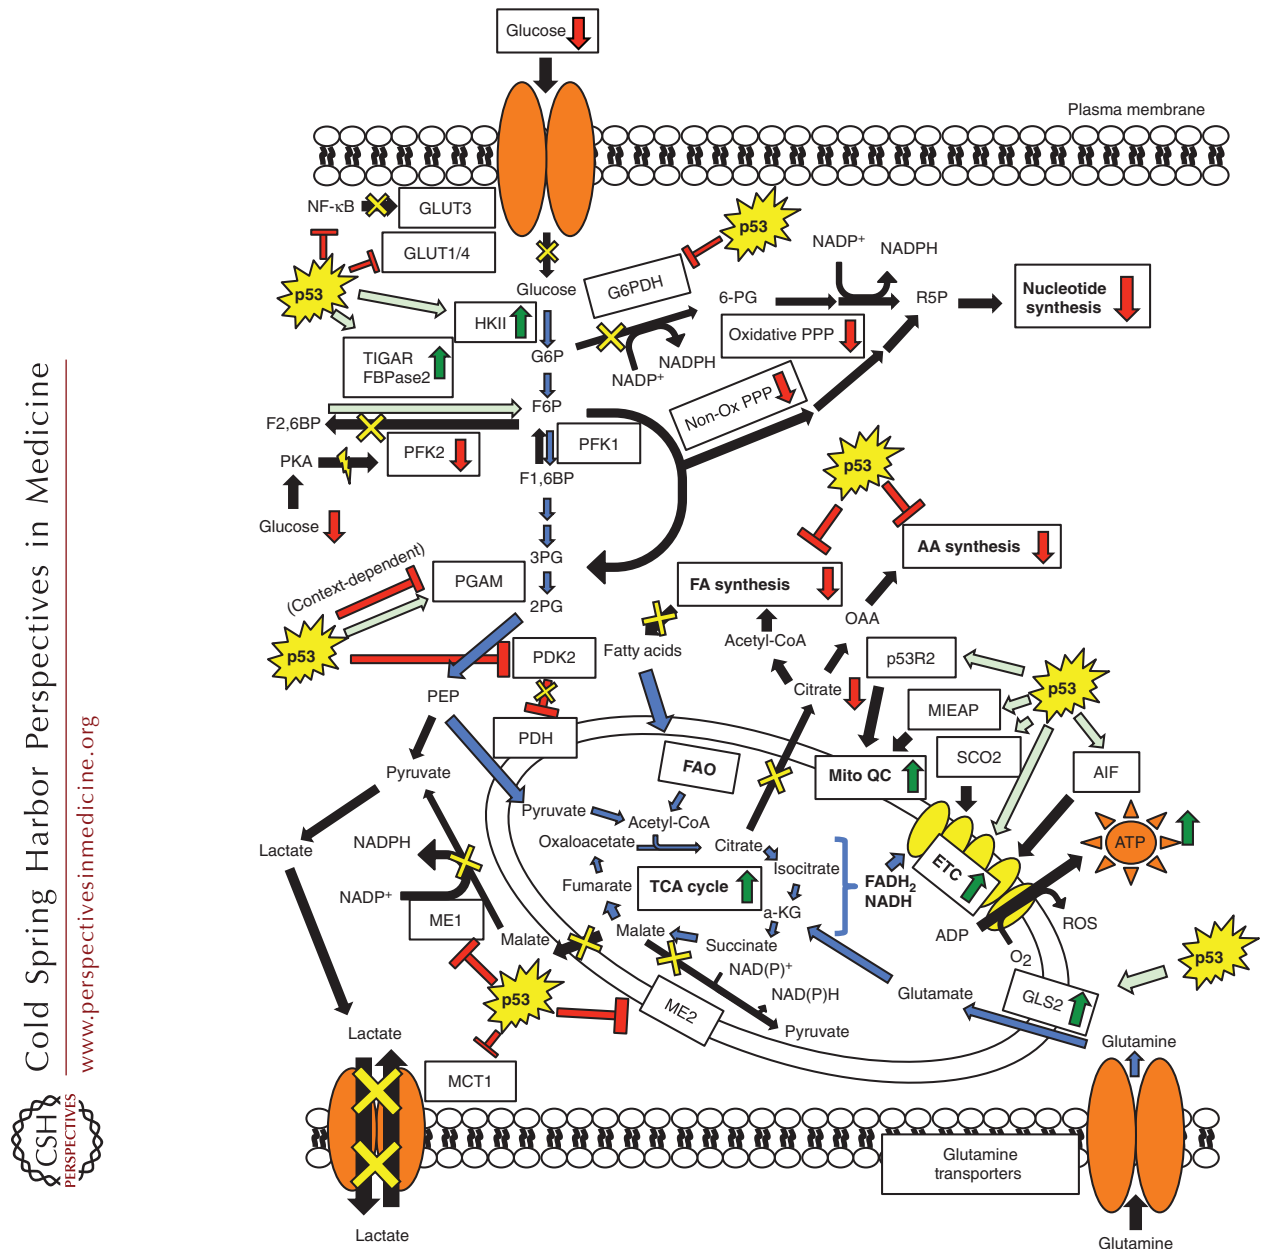 Cold Spring Harbor Perspectives in Medicine
www.perspectivesinmedicine.org
CSH
PERSPECTIVES
Glucose
Plasma membrane
NF-κB
GLUT3
GLUT1/4
p53
p53
Glucose
G6PDH
NADP+
NADPH
6-PG
R5P
Nucleotide
synthesis
HKII
Oxidative PPP
TIGAR
FBPase2
G6P
NADPH
NADP+
F2,6BP
F6P
Non-Ox PPP
PFK2
PFK1
PKA
F1,6BP
Glucose
p53
3PG
AA synthesis
(Context-dependent)
PGAM
FA synthesis
2PG
OAA
p53
PDK2
Fatty acids
Acetyl-CoA
p53R2
PEP
Citrate
p53
MIEAP
PDH
SCO2
Pyruvate
FAO
Mito QC
AIF
Pyruvate
Acetyl-CoA
NADPH
Oxaloacetate
Citrate
ATP
Lactate
Isocitrate
ETC
Fumarate
TCA cycle
FADH2
NADH
NADP+
a-KG
ME1
Malate
Malate
Succinate
ADP
ROS
O2
NAD(P)+
p53
p53
NAD(P)H
Glutamate
GLS2
ME2
Pyruvate
Lactate
Glutamine
MCT1
Glutamine
transporters
Lactate
Glutamine